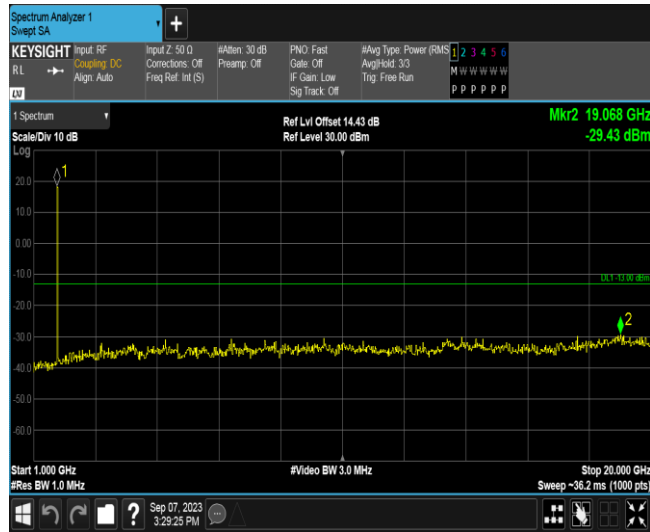 Spectrum Analyzer 1
Swept SA
+
KEYSIGHT Input: RF Input Z: 50 Ω #Atten: 30 dB PNO: Fast #Avg Type: Power (RMS 1 2 3 4 5 6
RL Coupling: DC Corrections: Off Preamp: Off Gate: Off Avg|Hold: 3/3 M W W W W W
Align: Auto Freq Ref: Int (S) IF Gain: Low Trig: Free Run
LXI Sig Track: Off P P P P P P
1 Spectrum Ref Lvl Offset 14.43 dB Mkr2 19.068 GHz
Scale/Div 10 dB Ref Level 30.00 dBm -29.43 dBm
Log
1
20.0
10.0
0.00
-10.0
DL1 -13.00 dBm
-20.0
2
-30.0
-40.0
-50.0
-60.0
Start 1.000 GHz #Video BW 3.0 MHz Stop 20.000 GHz
#Res BW 1.0 MHz Sweep ~36.2 ms (1000 pts)
? Sep 07, 2023
3:29:25 PM